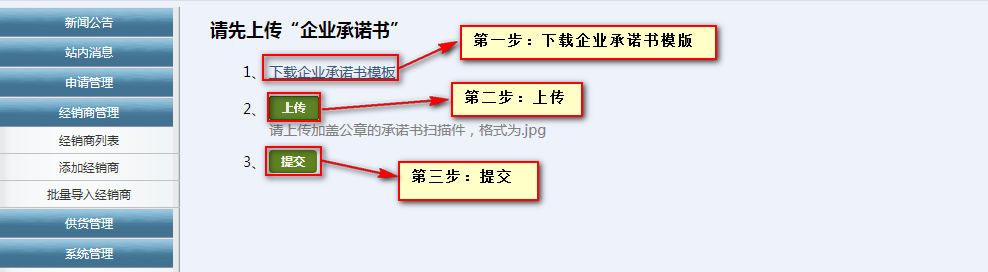 新闻公告
站内消息
申请管理
经销商管理
经销商列表
添加经销商
批量导入经销商
供货管理
系统管理
请先上传“企业承诺书”
1、下载企业承诺书模板
2、上传
请上传加盖公章的承诺书扫描件，格式为.jpg
3、提交
第一步：下载企业承诺书模版
第二步：上传
第三步：提交